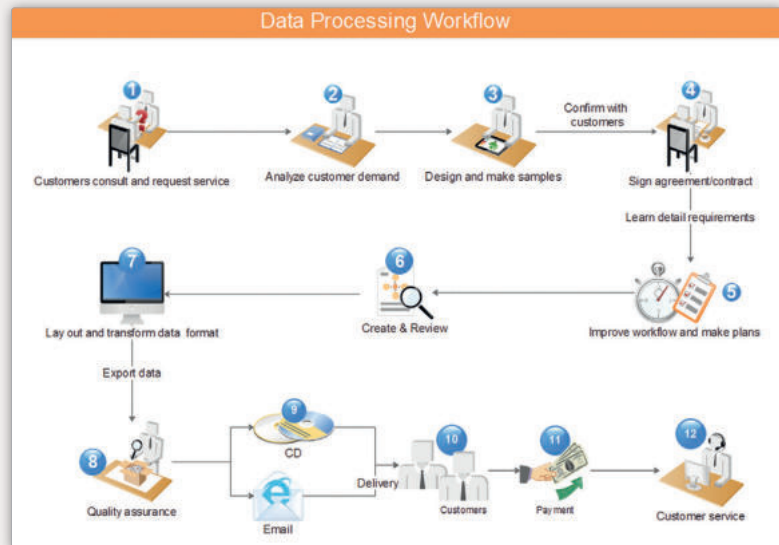 Data Processing Workflow
1
2
3
4
Confirm with
customers
Customers consult and request service
Analyze customer demand
Design and make samples
Sign agreement/contract
Learn detail requirements
7
6
5
Lay out and transform data format
Create & Review
Improve workflow and make plans
Export data
8
9
CD
10
11
12
Delivery
Quality assurance
Email
Customers
Payment
Customer service